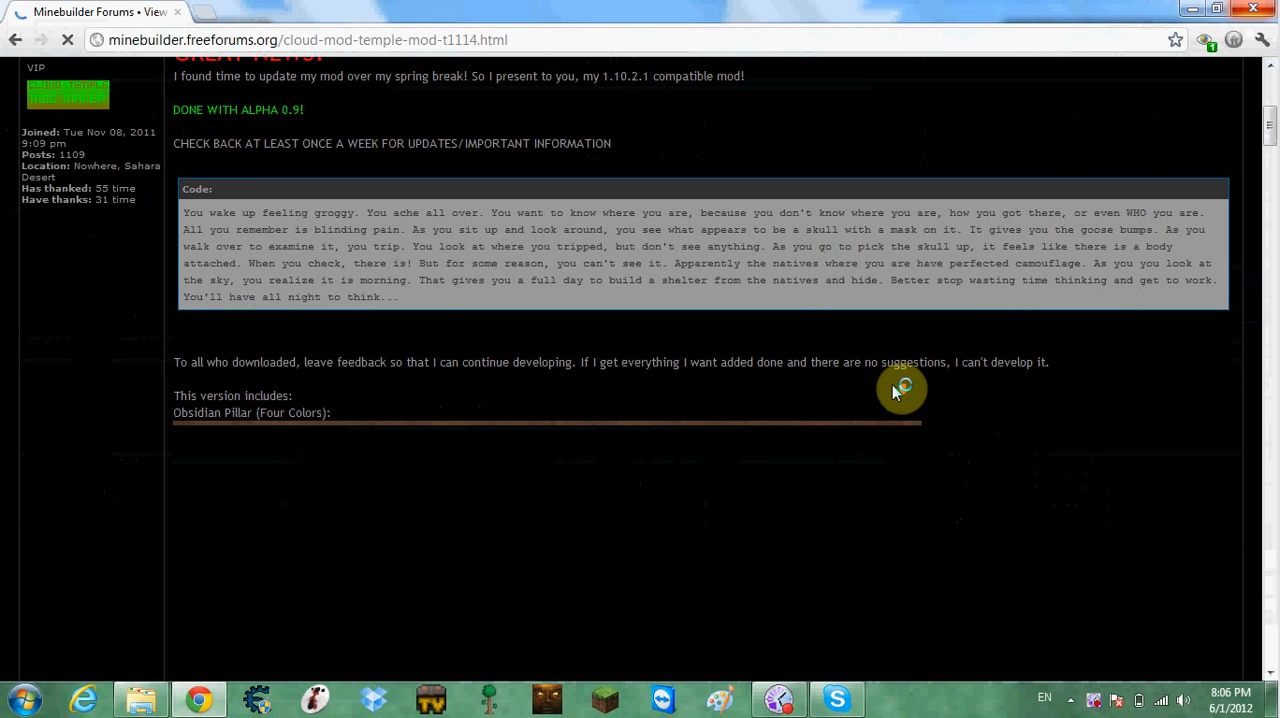 Minebuilder Forums • View
minebuilder.freeforums.org/cloud-mod-temple-mod-t1114.html
GREAT NEWS!
VIP
I found time to update my mod over my spring break! So I present to you, my 1.10.2.1 compatible mod!
CLOUD TEMPLE
MOD MAKER
DONE WITH ALPHA 0.9!
Joined: Tue Nov 08, 2011
9:09 pm
Posts: 1109
Location: Nowhere, Sahara
Desert
Has thanked: 55 time
Have thanks: 31 time
CHECK BACK AT LEAST ONCE A WEEK FOR UPDATES/IMPORTANT INFORMATION
Code:
You wake up feeling groggy. You ache all over. You want to know where you are, because you don't know where you are, how you got there, or even WHO you are.
All you remember is blinding pain. As you sit up and look around, you see what appears to be a skull with a mask on it. It gives you the goose bumps. As you
walk over to examine it, you trip. You look at where you tripped, but don't see anything. As you go to pick the skull up, it feels like there is a body
attached. When you check, there is! But for some reason, you can't see it. Apparently the natives where you are have perfected camouflage. As you you look at
the sky, you realize it is morning. That gives you a full day to build a shelter from the natives and hide. Better stop wasting time thinking and get to work.
You'll have all night to think...
To all who downloaded, leave feedback so that I can continue developing. If I get everything I want added done and there are no suggestions, I can't develop it.
This version includes:
Obsidian Pillar (Four Colors):
1
TV
EN
8:06 PM
6/1/2012